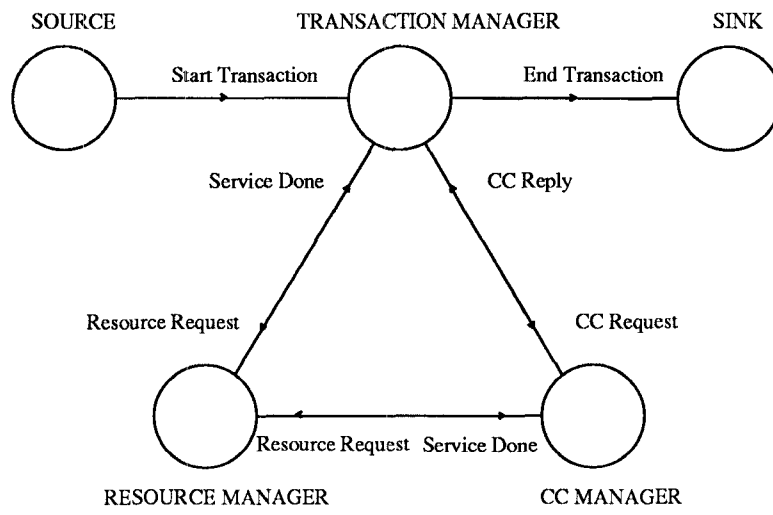 SOURCE
TRANSACTION MANAGER
SINK
Start Transaction
End Transaction
Service Done
CC Reply
Resource Request
CC Request
Resource Request
Service Done
RESOURCE MANAGER
CC MANAGER